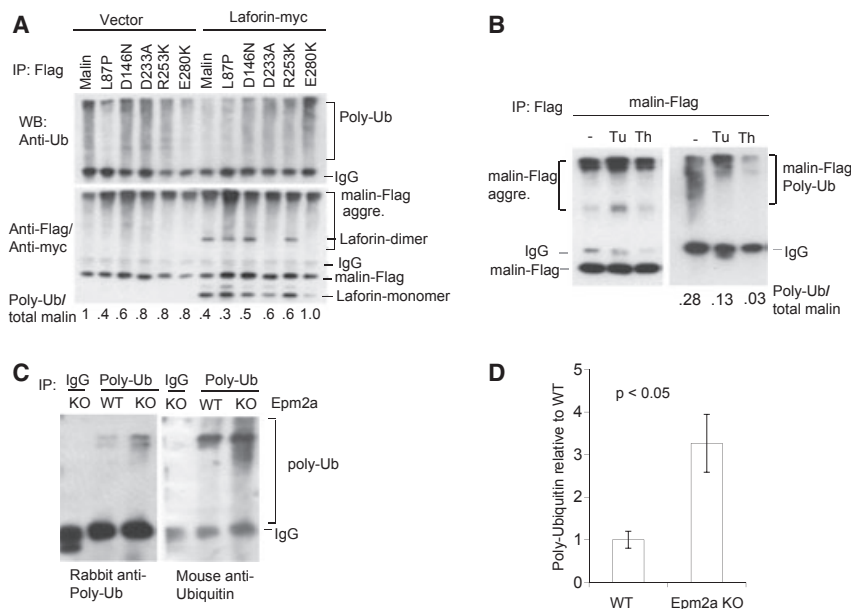 A
Vector
Laforin-myc
IP: Flag
Malin
L87P
D146N
D233A
R253K
E280K
Malin
L87P
D146N
D233A
R253K
E280K
WB:
Anti-Ub
Poly-Ub
IgG
Anti-Flag/
Anti-myc
malin-Flag
aggre.
Laforin-dimer
IgG
malin-Flag
Laforin-monomer
Poly-Ub/
total malin
1 .4 .6 .8 .8 .8 .4 .3 .5 .6 .6 1.0
B
IP: Flag
malin-Flag
- Tu Th
- Tu Th
malin-Flag
aggre.
malin-Flag
Poly-Ub
IgG
IgG
malin-Flag
.28 .13 .03
Poly-Ub/
total malin
C
IP: IgG Poly-Ub IgG Poly-Ub
KO WT KO KO WT KO Epm2a
poly-Ub
IgG
Rabbit anti-
Poly-Ub
Mouse anti-
Ubiquitin
D
Poly-Ubiquitin relative to WT
5
4
3
2
1
0
p < 0.05
WT
Epm2a KO